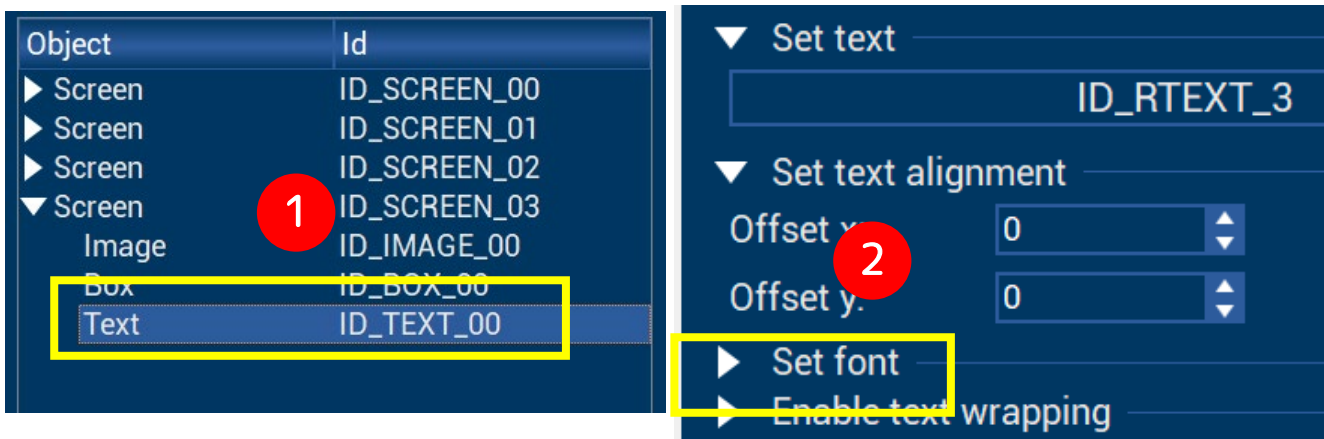 Object Id
Screen ID_SCREEN_00
Screen ID_SCREEN_01
Screen ID_SCREEN_02
Screen ID_SCREEN_03
Image ID_IMAGE_00
Box ID_BOX_00
Text ID_TEXT_00
1
Set text
ID_RTEXT_3
Set text alignment
Offset x: 0
2
Offset y: 0
Set font
Enable text wrapping